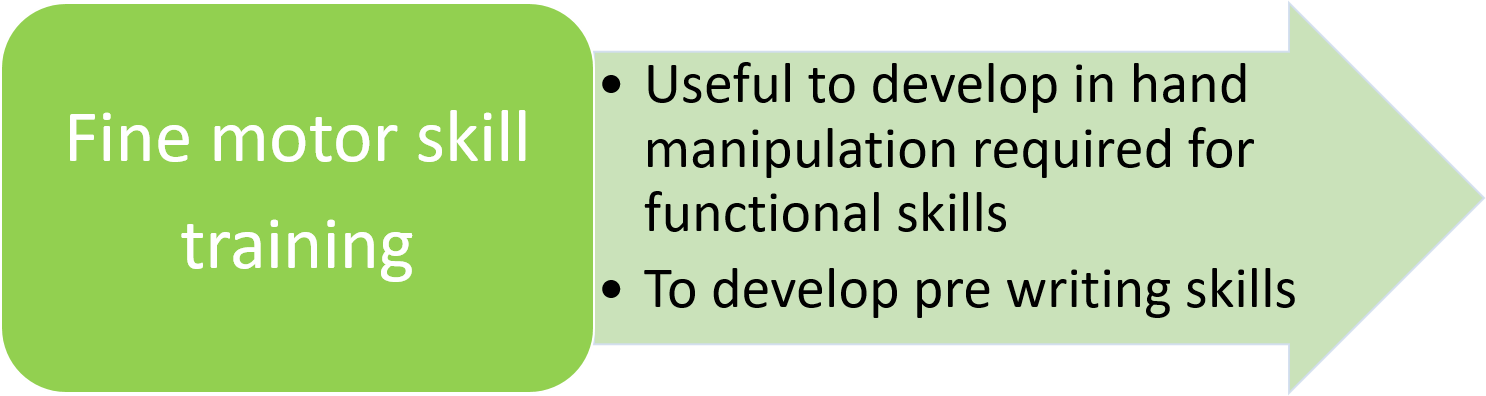 Fine motor skill
training
• Useful to develop in hand
manipulation required for
functional skills
• To develop pre writing skills